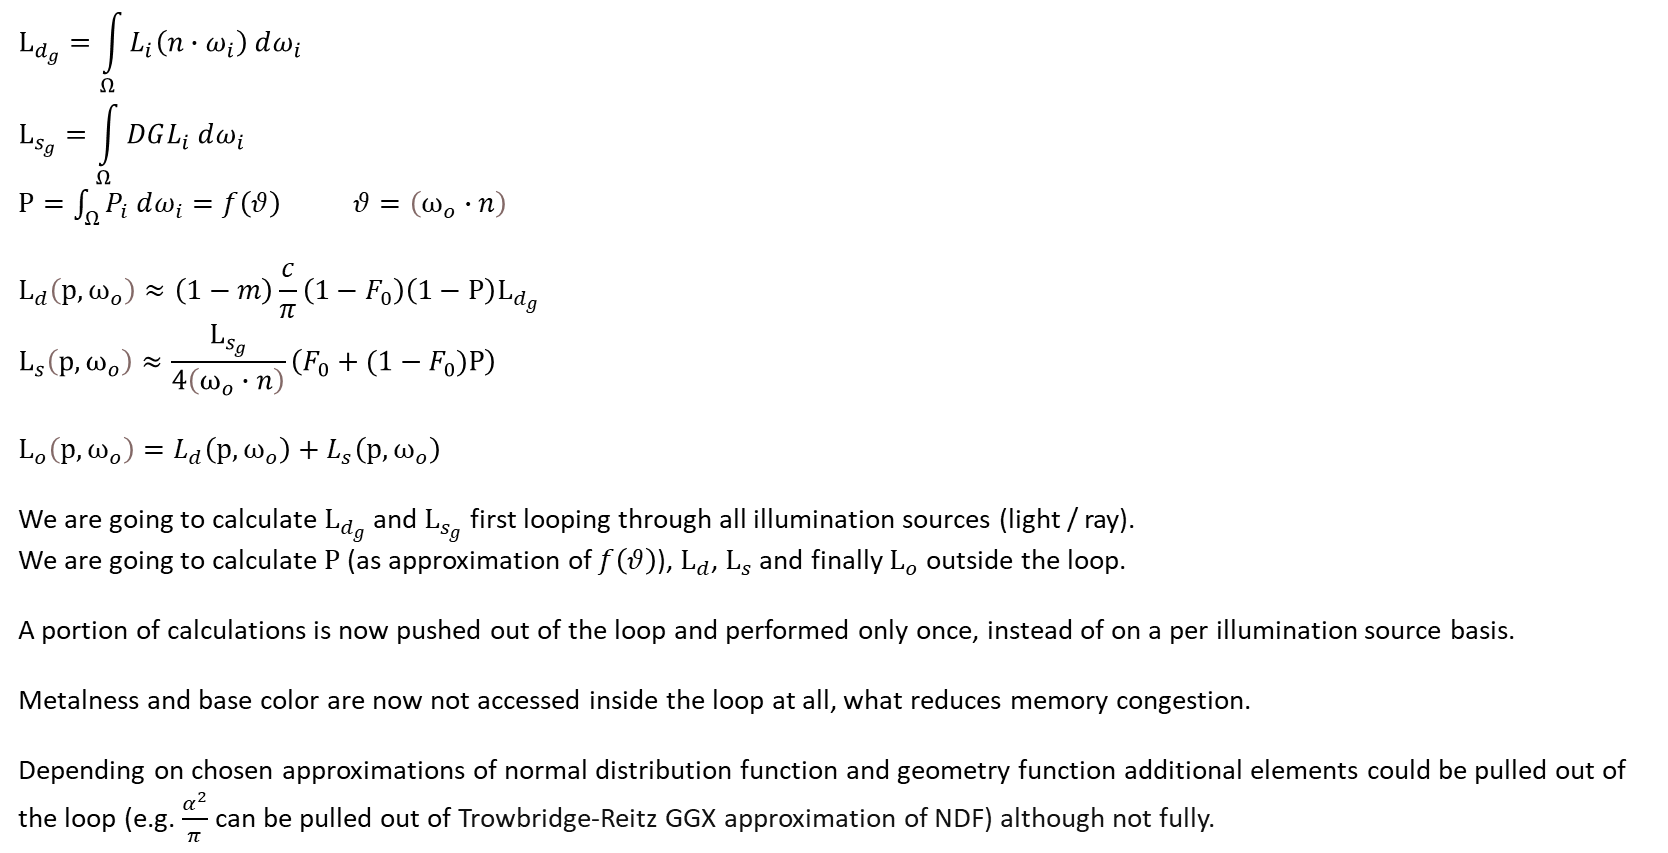 L_{d_g} = ∫_Ω L_i(n · ω_i) dω_i
L_{s_g} = ∫_Ω DGL_i dω_i
P = ∫_Ω P_i dω_i = f(ϑ) ϑ = (ω_o · n)
L_d(p, ω_o) ≈ (1 − m) c/π (1 − F_0)(1 − P)L_{d_g}
L_s(p, ω_o) ≈ L_{s_g}/4(ω_o · n) (F_0 + (1 − F_0)P)
L_o(p, ω_o) = L_d(p, ω_o) + L_s(p, ω_o)
We are going to calculate L_{d_g} and L_{s_g} first looping through all illumination sources (light / ray).
We are going to calculate P (as approximation of f(ϑ)), L_d, L_s and finally L_o outside the loop.
A portion of calculations is now pushed out of the loop and performed only once, instead of on a per illumination source basis.
Metalness and base color are now not accessed inside the loop at all, what reduces memory congestion.
Depending on chosen approximations of normal distribution function and geometry function additional elements could be pulled out of
the loop (e.g. α²/π can be pulled out of Trowbridge-Reitz GGX approximation of NDF) although not fully.